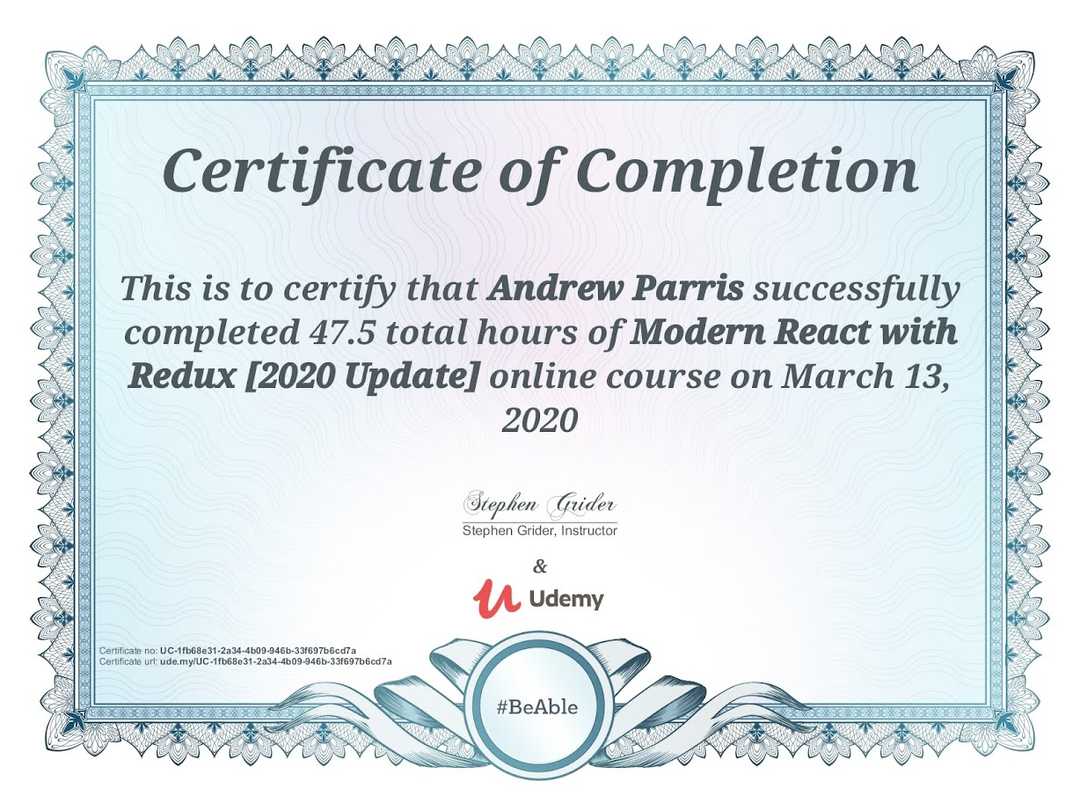 Certificate of Completion
This is to certify that Andrew Parris successfully
completed 47.5 total hours of Modern React with
Redux [2020 Update] online course on March 13,
2020
Stephen Grider
Stephen Grider, Instructor
&
Udemy
Certificate no: UC-1fb68e31-2a34-4b09-946b-33f697b6cd7a
Certificate url: ude.my/UC-1fb68e31-2a34-4b09-946b-33f697b6cd7a
#BeAble